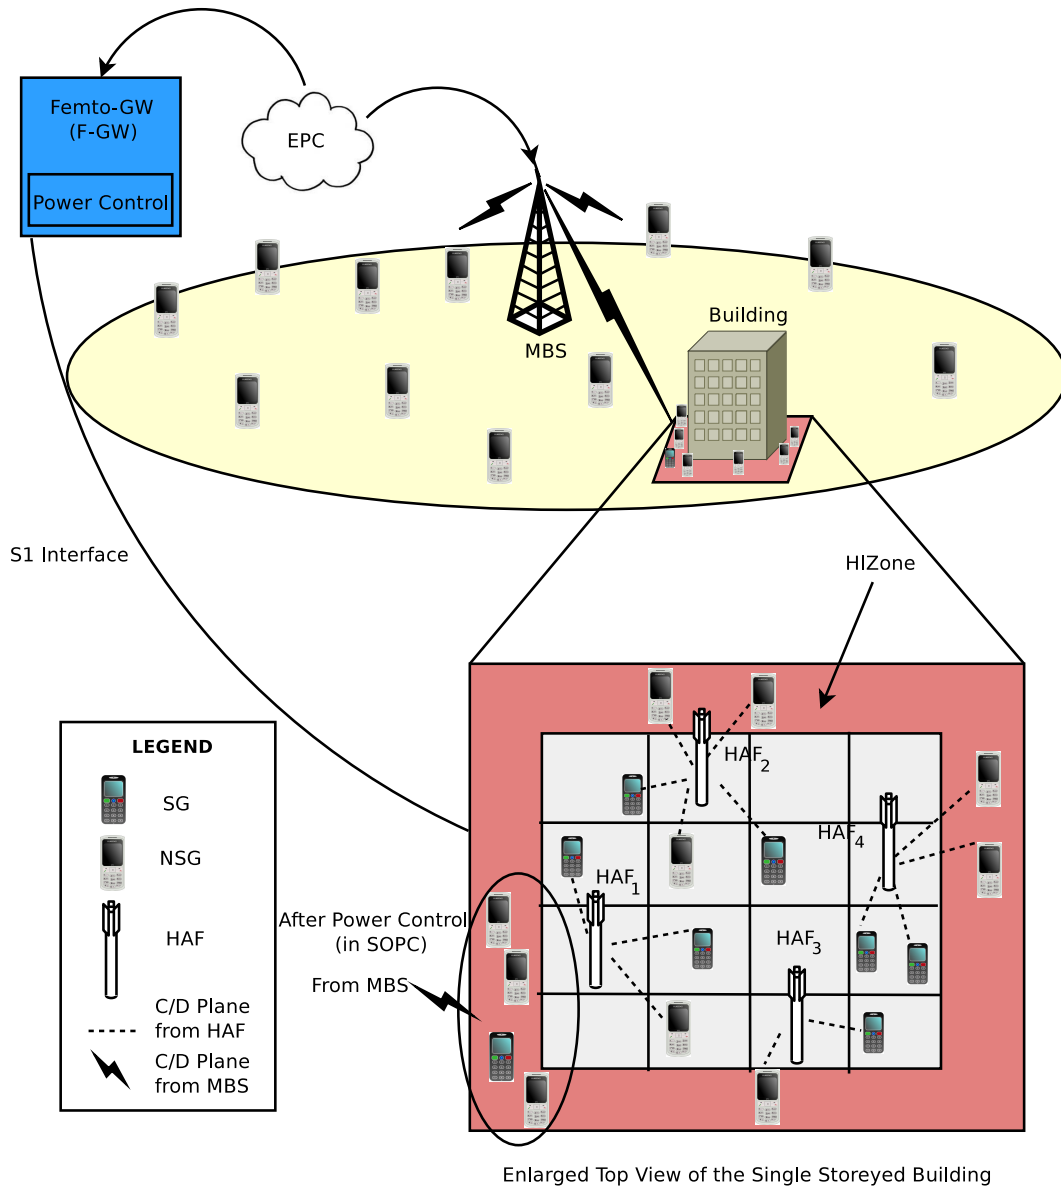 Femto-GW
(F-GW)
Power Control
EPC
MBS
Building
S1 Interface
HIZone
LEGEND
SG
NSG
HAF
C/D Plane
from HAF
C/D Plane
from MBS
HAF2
HAF4
HAF1
HAF3
After Power Control
(in SOPC)
From MBS
Enlarged Top View of the Single Storeyed Building